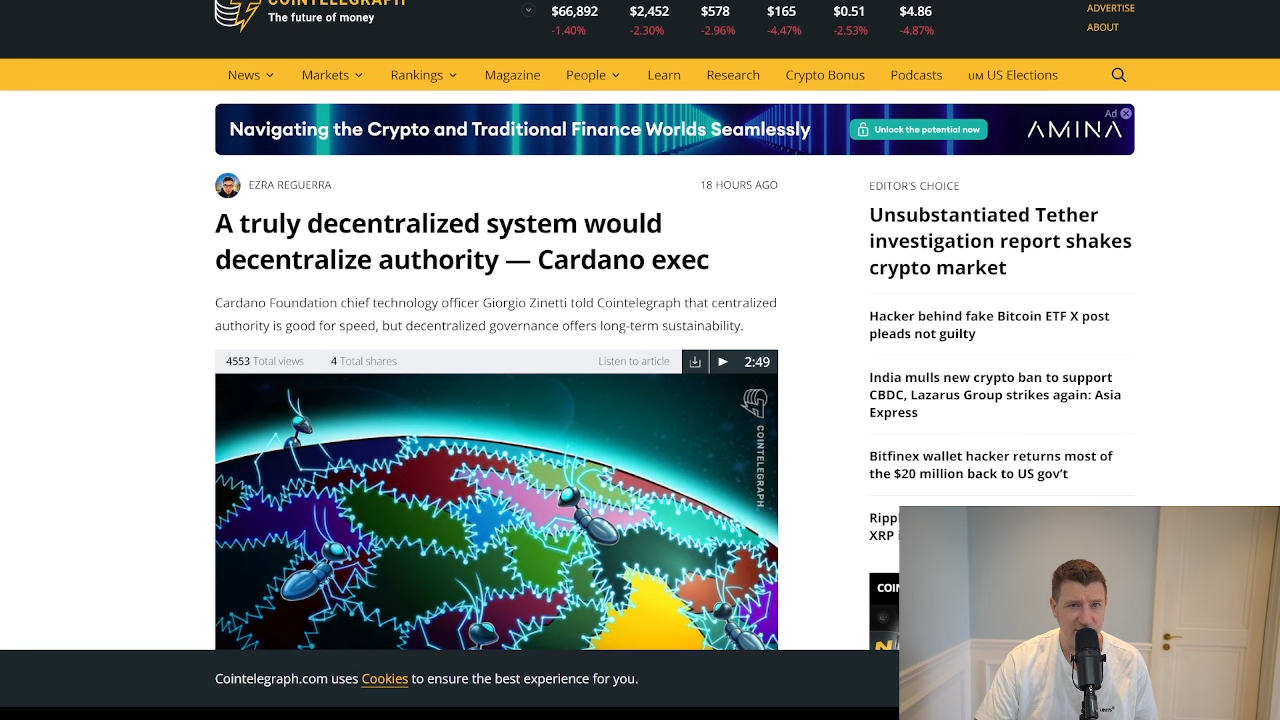 COINTELEGRAPH
The future of money
$66,892 $2,452 $578 $165 $0.51 $4.86
-1.40% -2.30% -2.96% -4.47% -2.53% -4.87%
ADVERTISE
ABOUT
News Markets Rankings Magazine People Learn Research Crypto Bonus Podcasts UM US Elections
Navigating the Crypto and Traditional Finance Worlds Seamlessly
Unlock the potential now
AMINA
Ad
EZRA REGUERRA
18 HOURS AGO
A truly decentralized system would
decentralize authority — Cardano exec
Cardano Foundation chief technology officer Giorgio Zinetti told Cointelegraph that centralized
authority is good for speed, but decentralized governance offers long-term sustainability.
4553 Total views 4 Total shares Listen to article 2:49
COINTELEGRAPH
EDITOR'S CHOICE
Unsubstantiated Tether
investigation report shakes
crypto market
Hacker behind fake Bitcoin ETF X post
pleads not guilty
India mulls new crypto ban to support
CBDC, Lazarus Group strikes again: Asia
Express
Bitfinex wallet hacker returns most of
the $20 million back to US gov't
XRP
Cointelegraph.com uses Cookies to ensure the best experience for you.